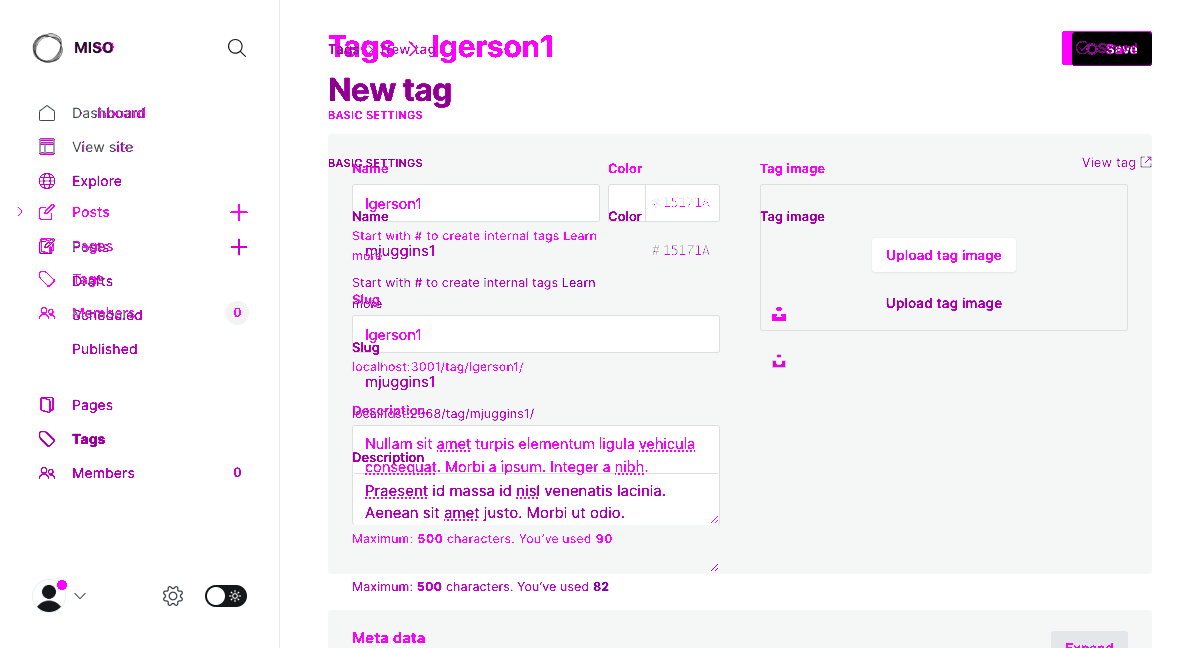 MISO
Dashboard
View site
Explore
Posts
Pages
Posts
Tags
Drafts
Members
Scheduled
0
Published
Pages
Tags
Members
0
Tags
lgerson1
Tags
New tag
Save
New tag
BASIC SETTINGS
BASIC SETTINGS
View tag
Name
Color
Tag image
lgerson1
# 15171A
Name
Color
Tag image
Start with # to create internal tags Learn
more
mjuggins1
# 15171A
Upload tag image
Start with # to create internal tags Learn
more
Slug
Upload tag image
lgerson1
Slug
localhost:3001/tag/lgerson1/
mjuggins1
Description
localhost:2368/tag/mjuggins1/
Nullam sit amet turpis elementum ligula vehicula
consequat. Morbi a ipsum. Integer a nibh.
Description
Praesent id massa id nisl venenatis lacinia.
Aenean sit amet justo. Morbi ut odio.
Maximum: 500 characters. You've used 90
Maximum: 500 characters. You've used 82
Meta data
Expand